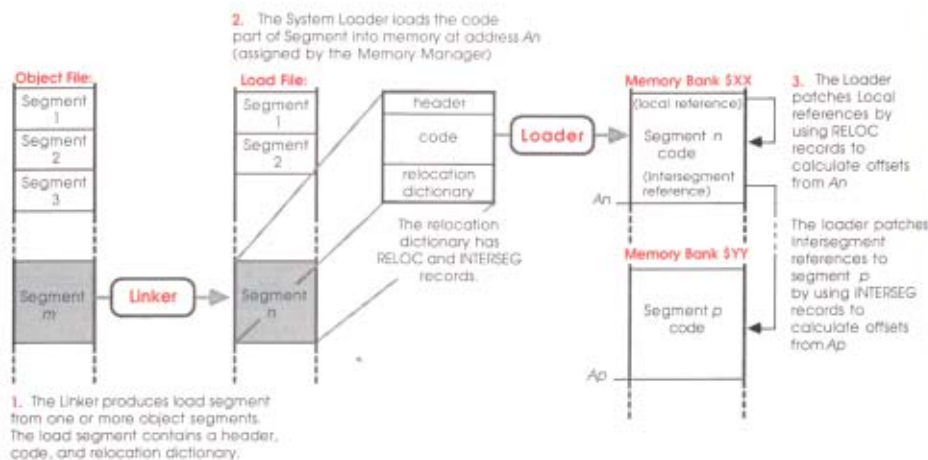 2. The System Loader loads the code
part of Segment into memory at address An
(assigned by the Memory Manager)
Object File:
Segment
1
Segment
2
Segment
3
Segment
m
Linker
Load File:
Segment
1
Segment
2
Segment
n
header
code
relocation
dictionary
The relocation
dictionary has
RELOC and INTERSEG
records.
Loader
Memory Bank $XX
(local reference)
Segment n
code
(Intersegment
reference)
An
Memory Bank $YY
Segment p
code
Ap
3. The Loader
patches Local
references by
using RELOC
records to
calculate offsets
from An
The loader patches
Intersegment
references to
segment p
by using INTERSEG
records to
calculate offsets
from Ap
1. The Linker produces load segment
from one or more object segments.
The load segment contains a header,
code, and relocation dictionary.